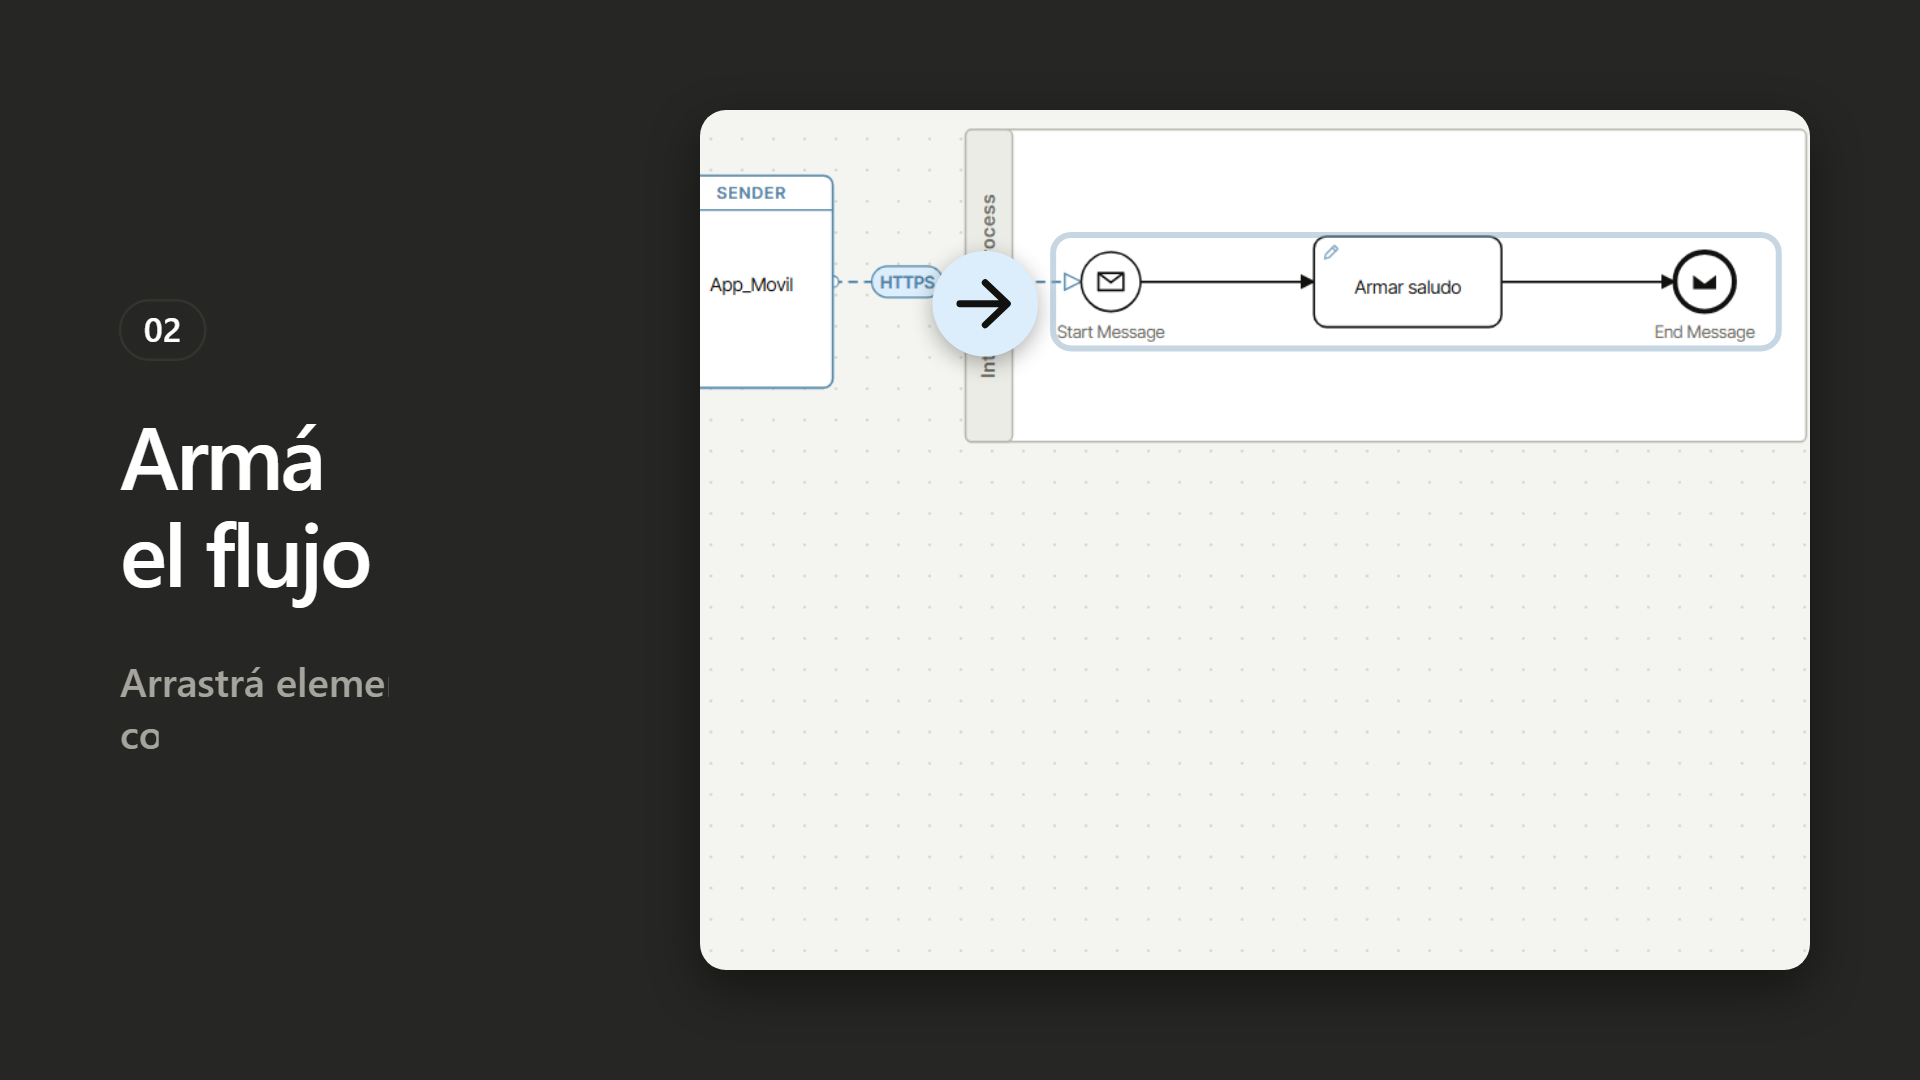 02
Armá
el flujo
Arrastrá eleme
co
SENDER
App_Movil
HTTPS
Start Message
Armar saludo
End Message